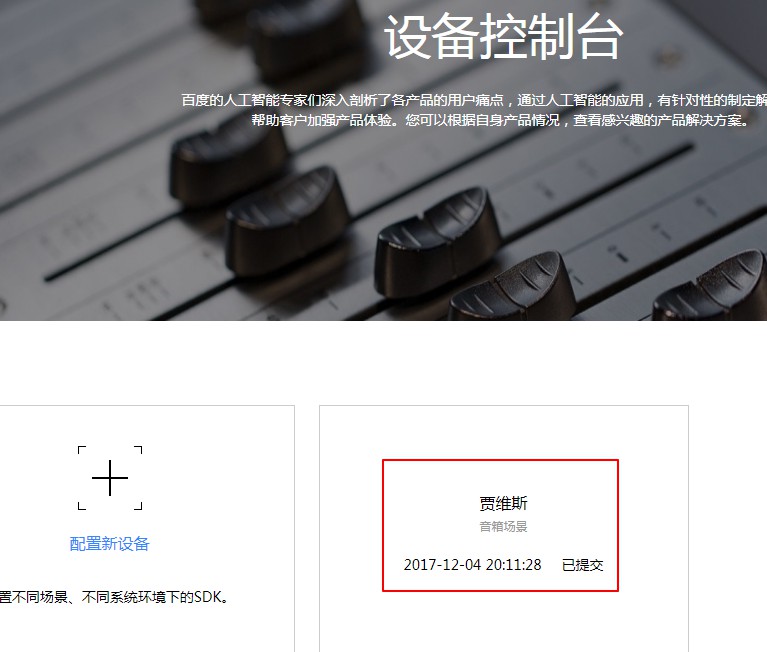 设备控制台
百度的人工智能专家们深入剖析了各产品的用户痛点，通过人工智能的应用，有针对性的制定解
帮助客户加强产品体验。您可以根据自身产品情况，查看感兴趣的产品解决方案。
配置新设备
置不同场景、不同系统环境下的SDK。
贾维斯
音箱场景
2017-12-04 20:11:28 已提交